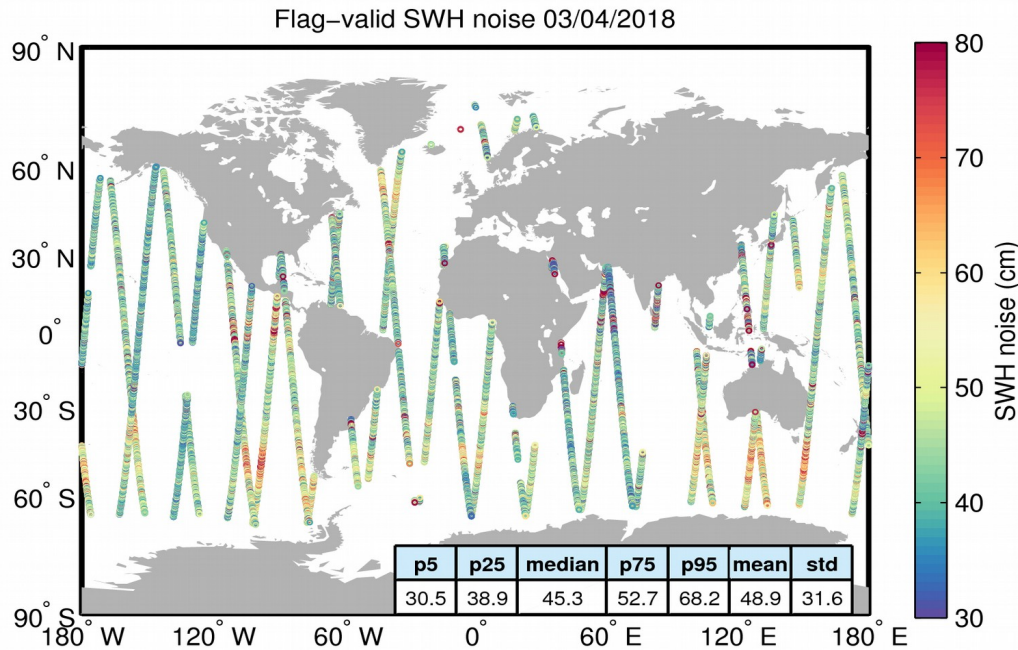 Flag−valid SWH noise 03/04/2018
90° N
60° N
30° N
0°
30° S
60° S
90° S
180° W
120° W
60° W
0°
60° E
120° E
180° E
80
70
60
50
40
30
SWH noise (cm)
p5 p25 median p75 p95 mean std
30.5 38.9 45.3 52.7 68.2 48.9 31.6